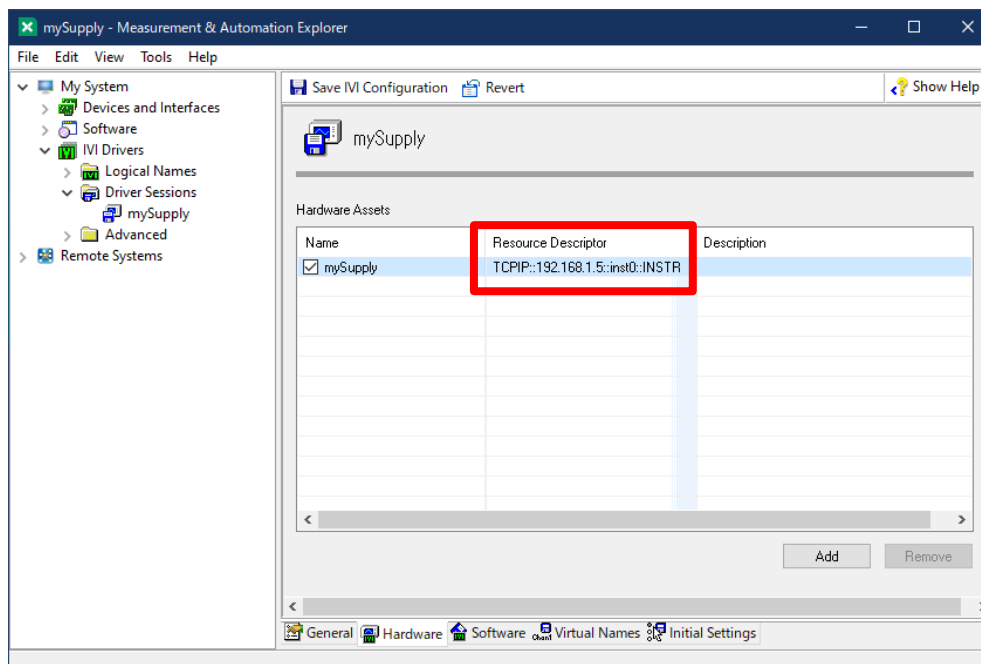 mySupply - Measurement & Automation Explorer
File Edit View Tools Help
My System
Devices and Interfaces
Software
IVI Drivers
Logical Names
Driver Sessions
mySupply
Advanced
Remote Systems
Save IVI Configuration Revert Show Help
mySupply
Hardware Assets
Name Resource Descriptor Description
mySupply TCPIP::192.168.1.5::inst0::INSTR
Add Remove
General Hardware Software Virtual Names Initial Settings